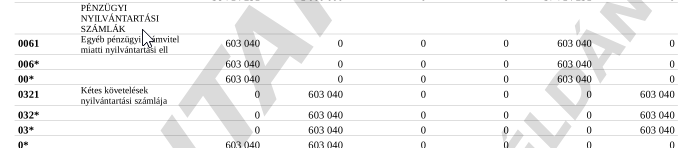 PÉNZÜGYI
NYILVÁNTARTÁSI
SZÁMLÁK
0061 Egyéb pénzügyi számvitel miatti nyilvántartási ell 603 040 0 0 0 603 040 0
006* 603 040 0 0 0 603 040 0
00* 603 040 0 0 0 603 040 0
0321 Kétes követelések nyilvántartási számlája 0 603 040 0 0 0 603 040
032* 0 603 040 0 0 0 603 040
03* 0 603 040 0 0 0 603 040
0* 603 040 603 040 0 0 603 040 603 040